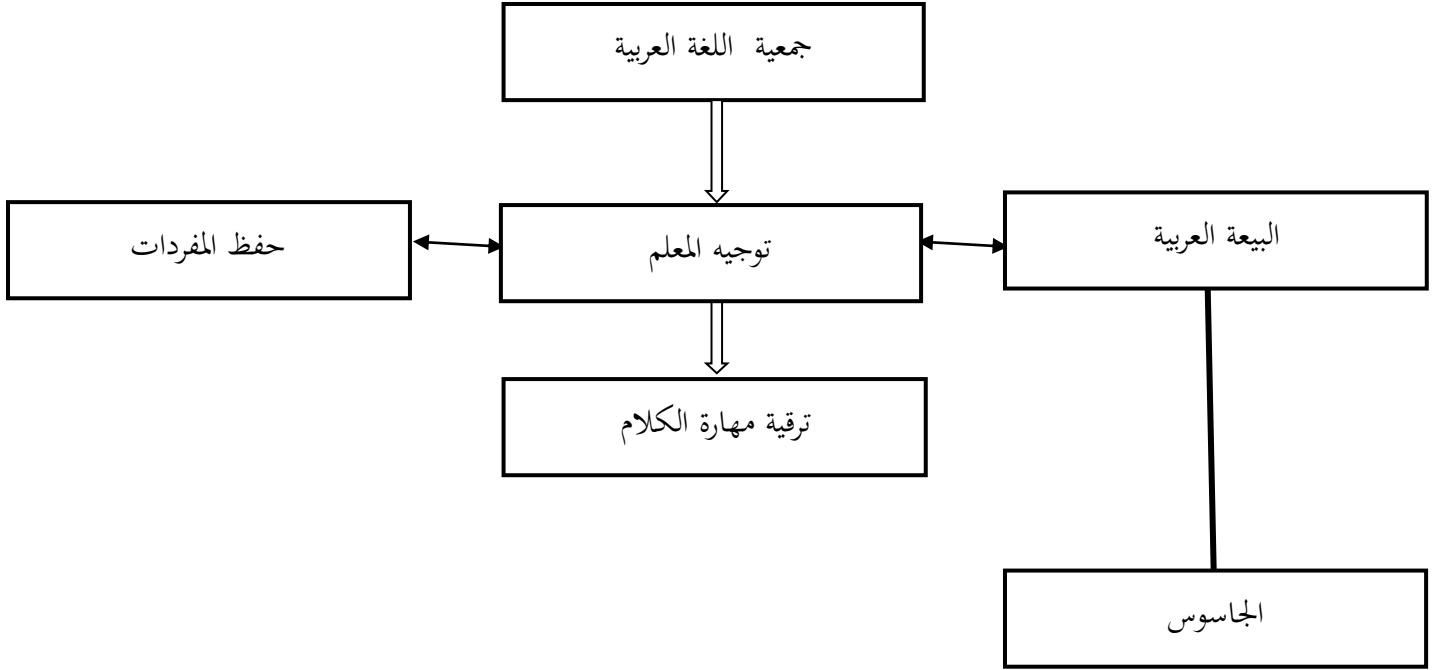 جمعية اللغة العربية
البيعة العربية
توجيه المعلم
حفظ المفردات
ترقية مهارة الكلام
الجاسوس